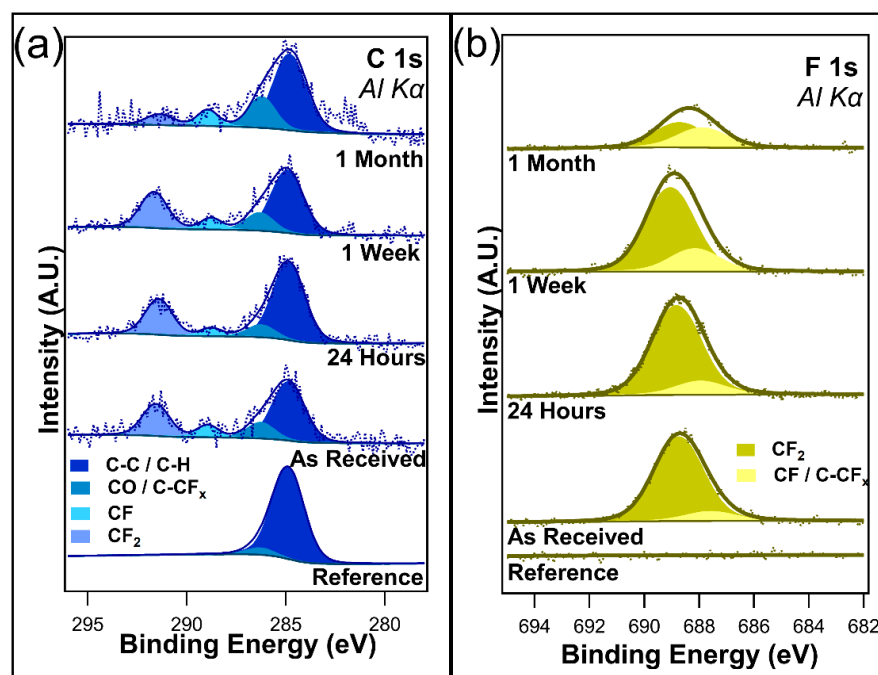 (a)
C 1s
Al Kα
1 Month
1 Week
24 Hours
As Received
C-C / C-H
CO / C-CFₓ
CF
CF₂
Reference
Intensity (A.U.)
295 290 285 280
Binding Energy (eV)
(b)
F 1s
Al Kα
1 Month
1 Week
24 Hours
CF₂
CF / C-CFₓ
As Received
Reference
Intensity (A.U.)
694 692 690 688 686 684 682
Binding Energy (eV)